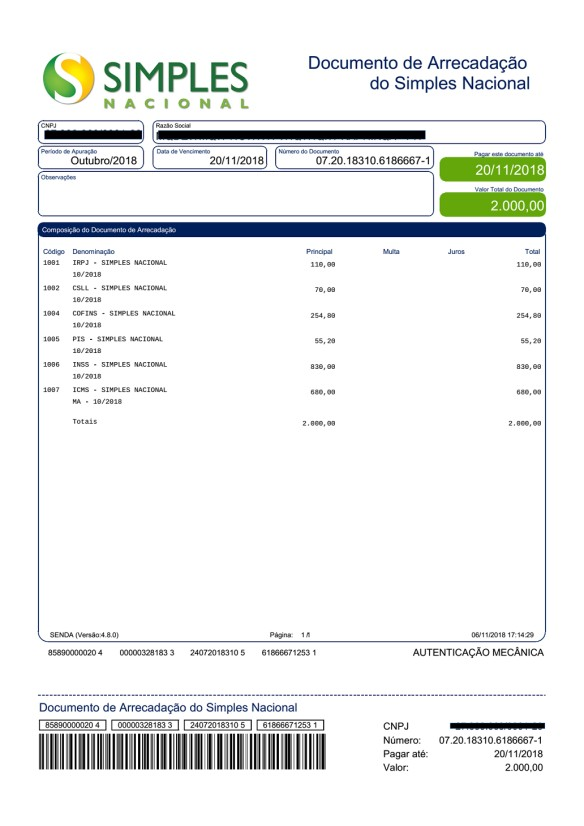 SIMPLES
NACIONAL
Documento de Arrecadação
do Simples Nacional
CNPJ
Razão Social
Período de Apuração
Outubro/2018
Data de Vencimento
20/11/2018
Número do Documento
07.20.18310.6186667-1
Pagar este documento até
20/11/2018
Observações
Valor Total do Documento
2.000,00
Composição do Documento de Arrecadação
Código Denominação Principal Multa Juros Total
1001 IRPJ - SIMPLES NACIONAL 110,00 110,00
10/2018
1002 CSLL - SIMPLES NACIONAL 70,00 70,00
10/2018
1004 COFINS - SIMPLES NACIONAL 254,80 254,80
10/2018
1005 PIS - SIMPLES NACIONAL 55,20 55,20
10/2018
1006 INSS - SIMPLES NACIONAL 830,00 830,00
10/2018
1007 ICMS - SIMPLES NACIONAL 680,00 680,00
MA - 10/2018
Totais 2.000,00 2.000,00
SENDA (Versão:4.8.0) Página: 1 /1 06/11/2018 17:14:29
85890000020 4 00000328183 3 24072018310 5 61866671253 1 AUTENTICAÇÃO MECÂNICA
Documento de Arrecadação do Simples Nacional
85890000020 4 00000328183 3 24072018310 5 61866671253 1
CNPJ
Número: 07.20.18310.6186667-1
Pagar até: 20/11/2018
Valor: 2.000,00